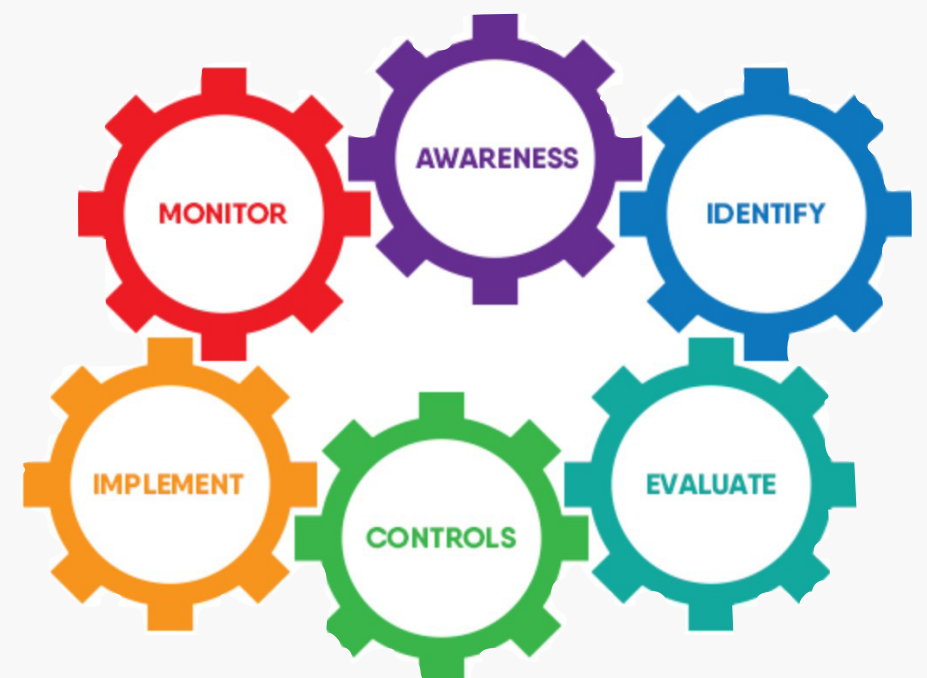 AWARENESS
MONITOR
IDENTIFY
IMPLEMENT
EVALUATE
CONTROLS